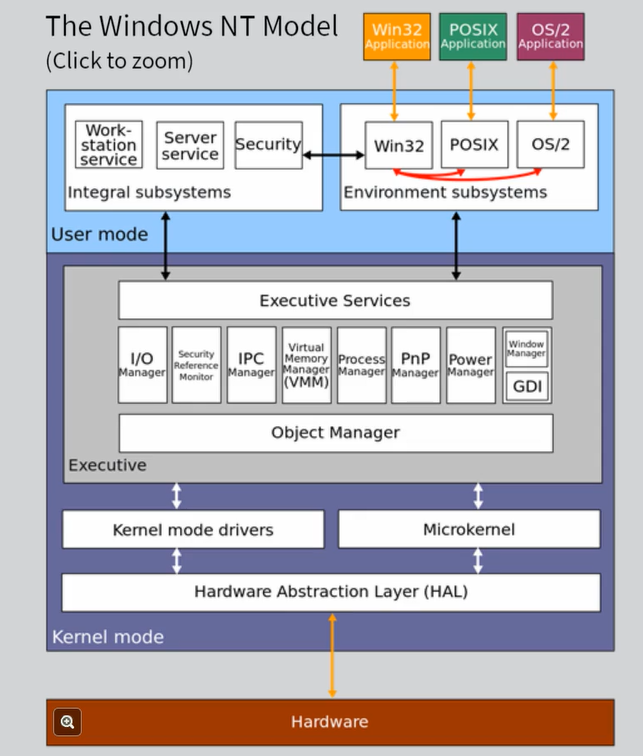 The Windows NT Model
(Click to zoom)
Win32
Application
POSIX
Application
OS/2
Application
Work-
station
service
Server
service
Security
Integral subsystems
Win32
POSIX
OS/2
Environment subsystems
User mode
Executive Services
I/O
Manager
Security
Reference
Monitor
IPC
Manager
Virtual
Memory
Manager
(VMM)
Process
Manager
PnP
Manager
Power
Manager
Window
Manager
GDI
Object Manager
Executive
Kernel mode drivers
Microkernel
Hardware Abstraction Layer (HAL)
Kernel mode
Hardware